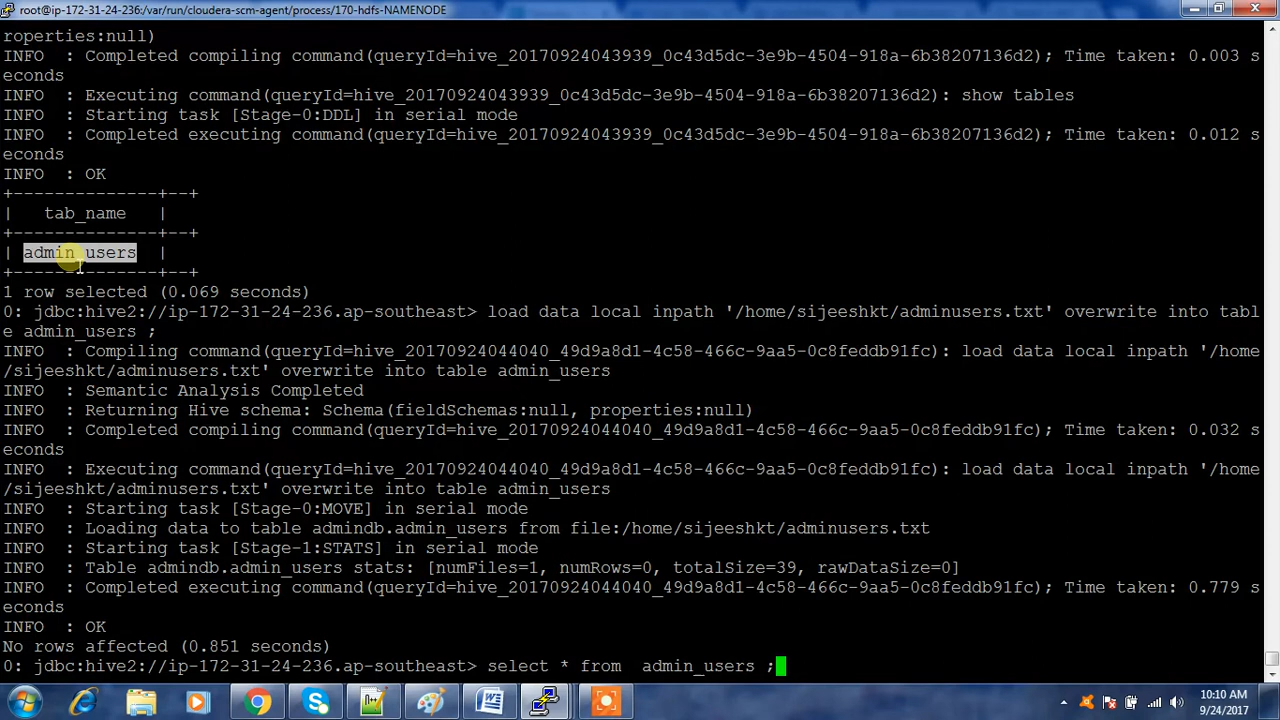 root@ip-172-31-24-236:/var/run/cloudera-scm-agent/process/170-hdfs-NAMENODE
roperties:null)
INFO  : Completed compiling command(queryId=hive_20170924043939_0c43d5dc-3e9b-4504-918a-6b38207136d2); Time taken: 0.003 s
econds
INFO  : Executing command(queryId=hive_20170924043939_0c43d5dc-3e9b-4504-918a-6b38207136d2): show tables
INFO  : Starting task [Stage-0:DDL] in serial mode
INFO  : Completed executing command(queryId=hive_20170924043939_0c43d5dc-3e9b-4504-918a-6b38207136d2); Time taken: 0.012 s
econds
INFO  : OK
+--------------+--+
|   tab_name   |
+--------------+--+
| admin_users  |
+--------------+--+
1 row selected (0.069 seconds)
0: jdbc:hive2://ip-172-31-24-236.ap-southeast> load data local inpath '/home/sijeeshkt/adminusers.txt' overwrite into tabl
e admin_users ;
INFO  : Compiling command(queryId=hive_20170924044040_49d9a8d1-4c58-466c-9aa5-0c8feddb91fc): load data local inpath '/home
/sijeeshkt/adminusers.txt' overwrite into table admin_users
INFO  : Semantic Analysis Completed
INFO  : Returning Hive schema: Schema(fieldSchemas:null, properties:null)
INFO  : Completed compiling command(queryId=hive_20170924044040_49d9a8d1-4c58-466c-9aa5-0c8feddb91fc); Time taken: 0.032 s
econds
INFO  : Executing command(queryId=hive_20170924044040_49d9a8d1-4c58-466c-9aa5-0c8feddb91fc): load data local inpath '/home
/sijeeshkt/adminusers.txt' overwrite into table admin_users
INFO  : Starting task [Stage-0:MOVE] in serial mode
INFO  : Loading data to table admindb.admin_users from file:/home/sijeeshkt/adminusers.txt
INFO  : Starting task [Stage-1:STATS] in serial mode
INFO  : Table admindb.admin_users stats: [numFiles=1, numRows=0, totalSize=39, rawDataSize=0]
INFO  : Completed executing command(queryId=hive_20170924044040_49d9a8d1-4c58-466c-9aa5-0c8feddb91fc); Time taken: 0.779 s
econds
INFO  : OK
No rows affected (0.851 seconds)
0: jdbc:hive2://ip-172-31-24-236.ap-southeast> select * from  admin_users ;
10:10 AM
9/24/2017